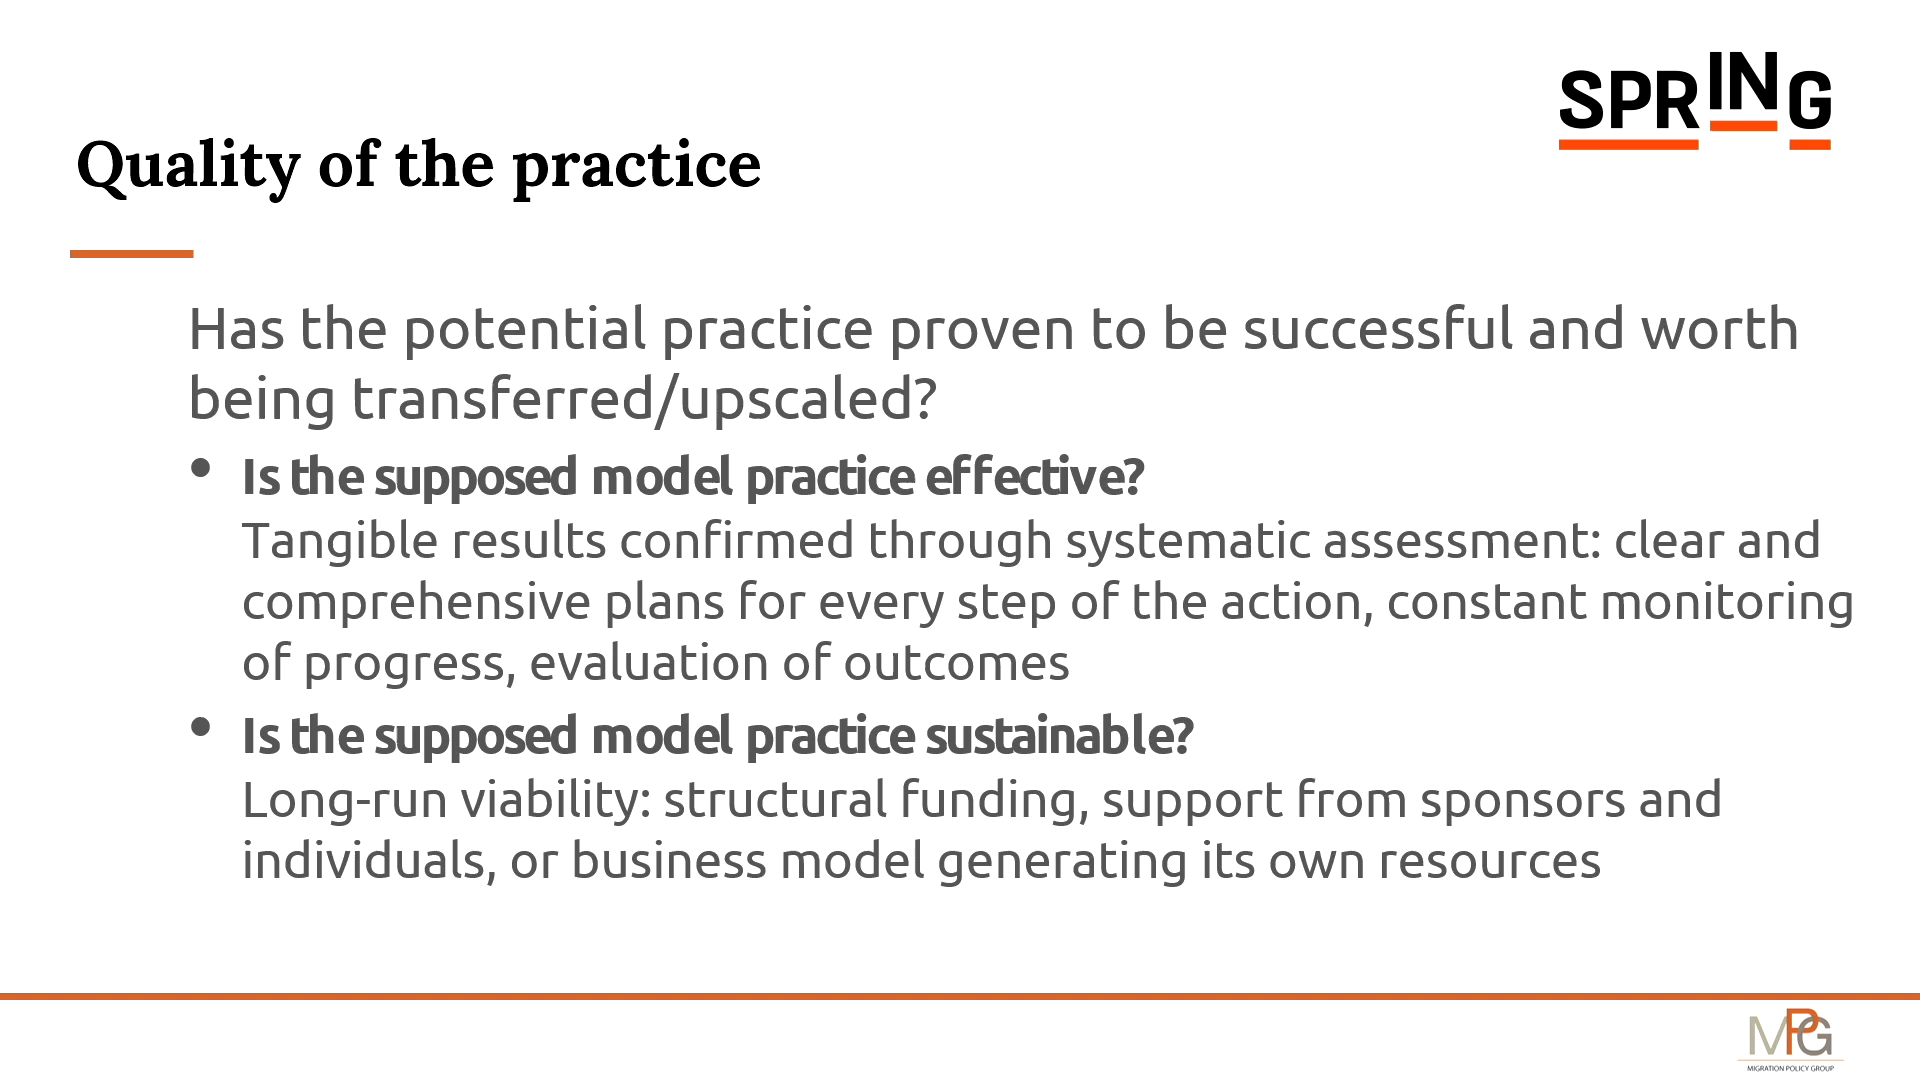 SPRING
Quality of the practice
Has the potential practice proven to be successful and worth
being transferred/upscaled?
• Is the supposed model practice effective?
Tangible results confirmed through systematic assessment: clear and
comprehensive plans for every step of the action, constant monitoring
of progress, evaluation of outcomes
• Is the supposed model practice sustainable?
Long-run viability: structural funding, support from sponsors and
individuals, or business model generating its own resources
MPG
MIGRATION POLICY GROUP